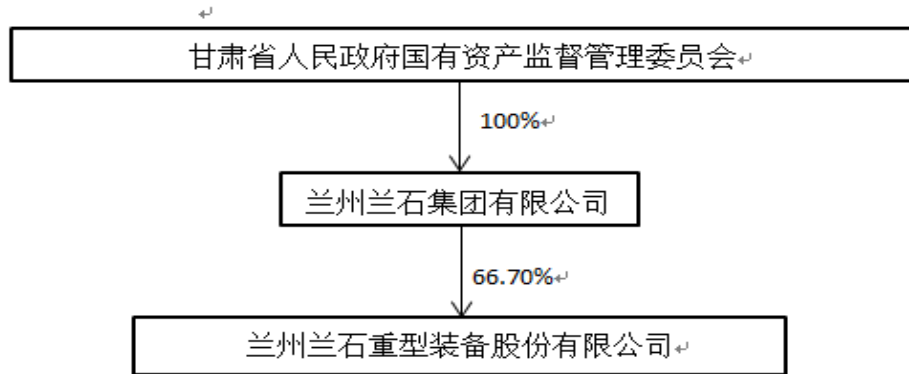 甘肃省人民政府国有资产监督管理委员会
100%
兰州兰石集团有限公司
66.70%
兰州兰石重型装备股份有限公司